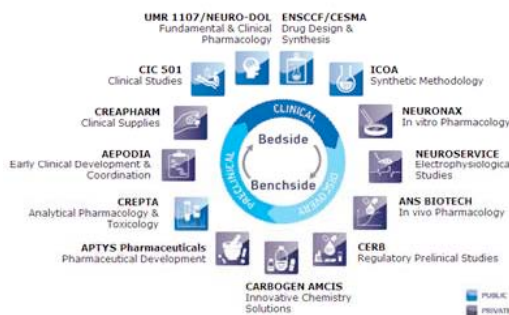 UMR 1107/NEURO-DOL
Fundamental & Clinical
Pharmacology
ENSCCF/CESMA
Drug Design &
Synthesis
CIC 501
Clinical Studies
ICOA
Synthetic Methodology
CREAPHARM
Clinical Supplies
NEURONAX
In vitro Pharmacology
AEPODIA
Early Clinical Development &
Coordination
NEUROSERVICE
Electrophysiological
Studies
CREPTA
Analytical Pharmacology &
Toxicology
ANS BIOTECH
In vivo Pharmacology
APTYS Pharmaceuticals
Pharmaceutical Development
CERB
Regulatory Prelinical Studies
CARBOGEN AMCIS
Innovative Chemistry
Solutions
CLINICAL
DISCOVERY
PRECLINICAL
Bedside
Benchside
PUBLIC
PRIVATE